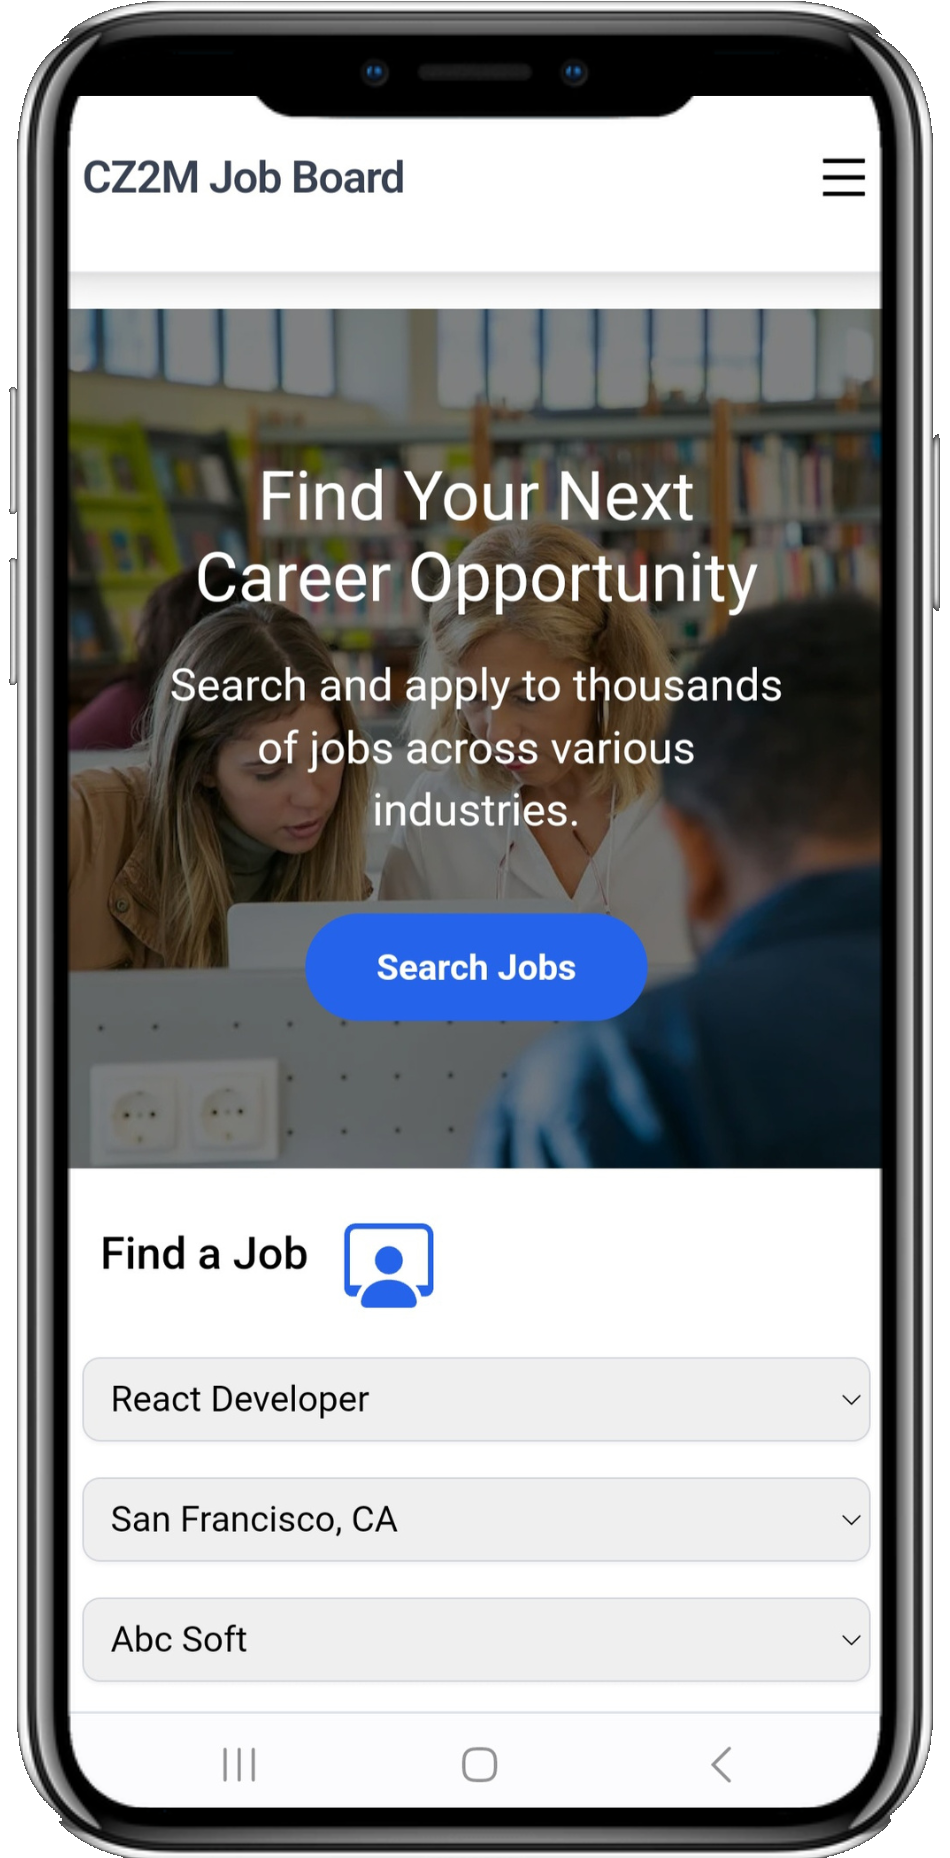 CZ2M Job Board
Find Your Next
Career Opportunity
Search and apply to thousands
of jobs across various
industries.
Search Jobs
Find a Job
React Developer
San Francisco, CA
Abc Soft